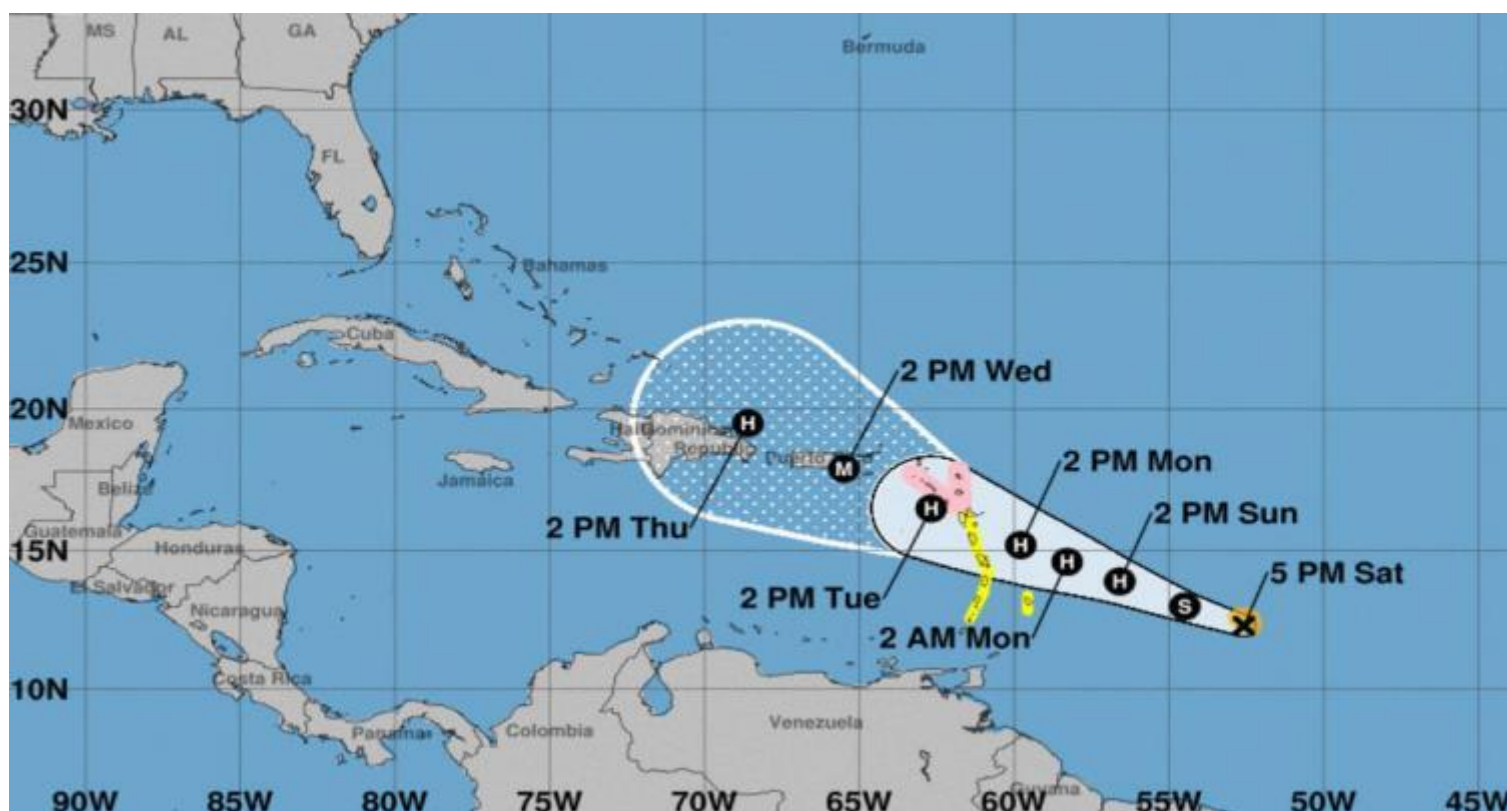 MS
AL
GA
Bermuda
30N
FL
25N
Bahamas
Cuba
2 PM Wed
20N
Mexico
Haiti
Dominican
Republic
Puerto Rico
2 PM Mon
H
M
Jamaica
Belize
2 PM Thu
H
2 PM Sun
Guatemala
15N
Honduras
H
H
H
5 PM Sat
El Salvador
2 PM Tue
S
X
Nicaragua
2 AM Mon
Costa Rica
10N
Panama
Colombia
Venezuela
Guyana
90W 85W 80W 75W 70W 65W 60W 55W 50W 45W